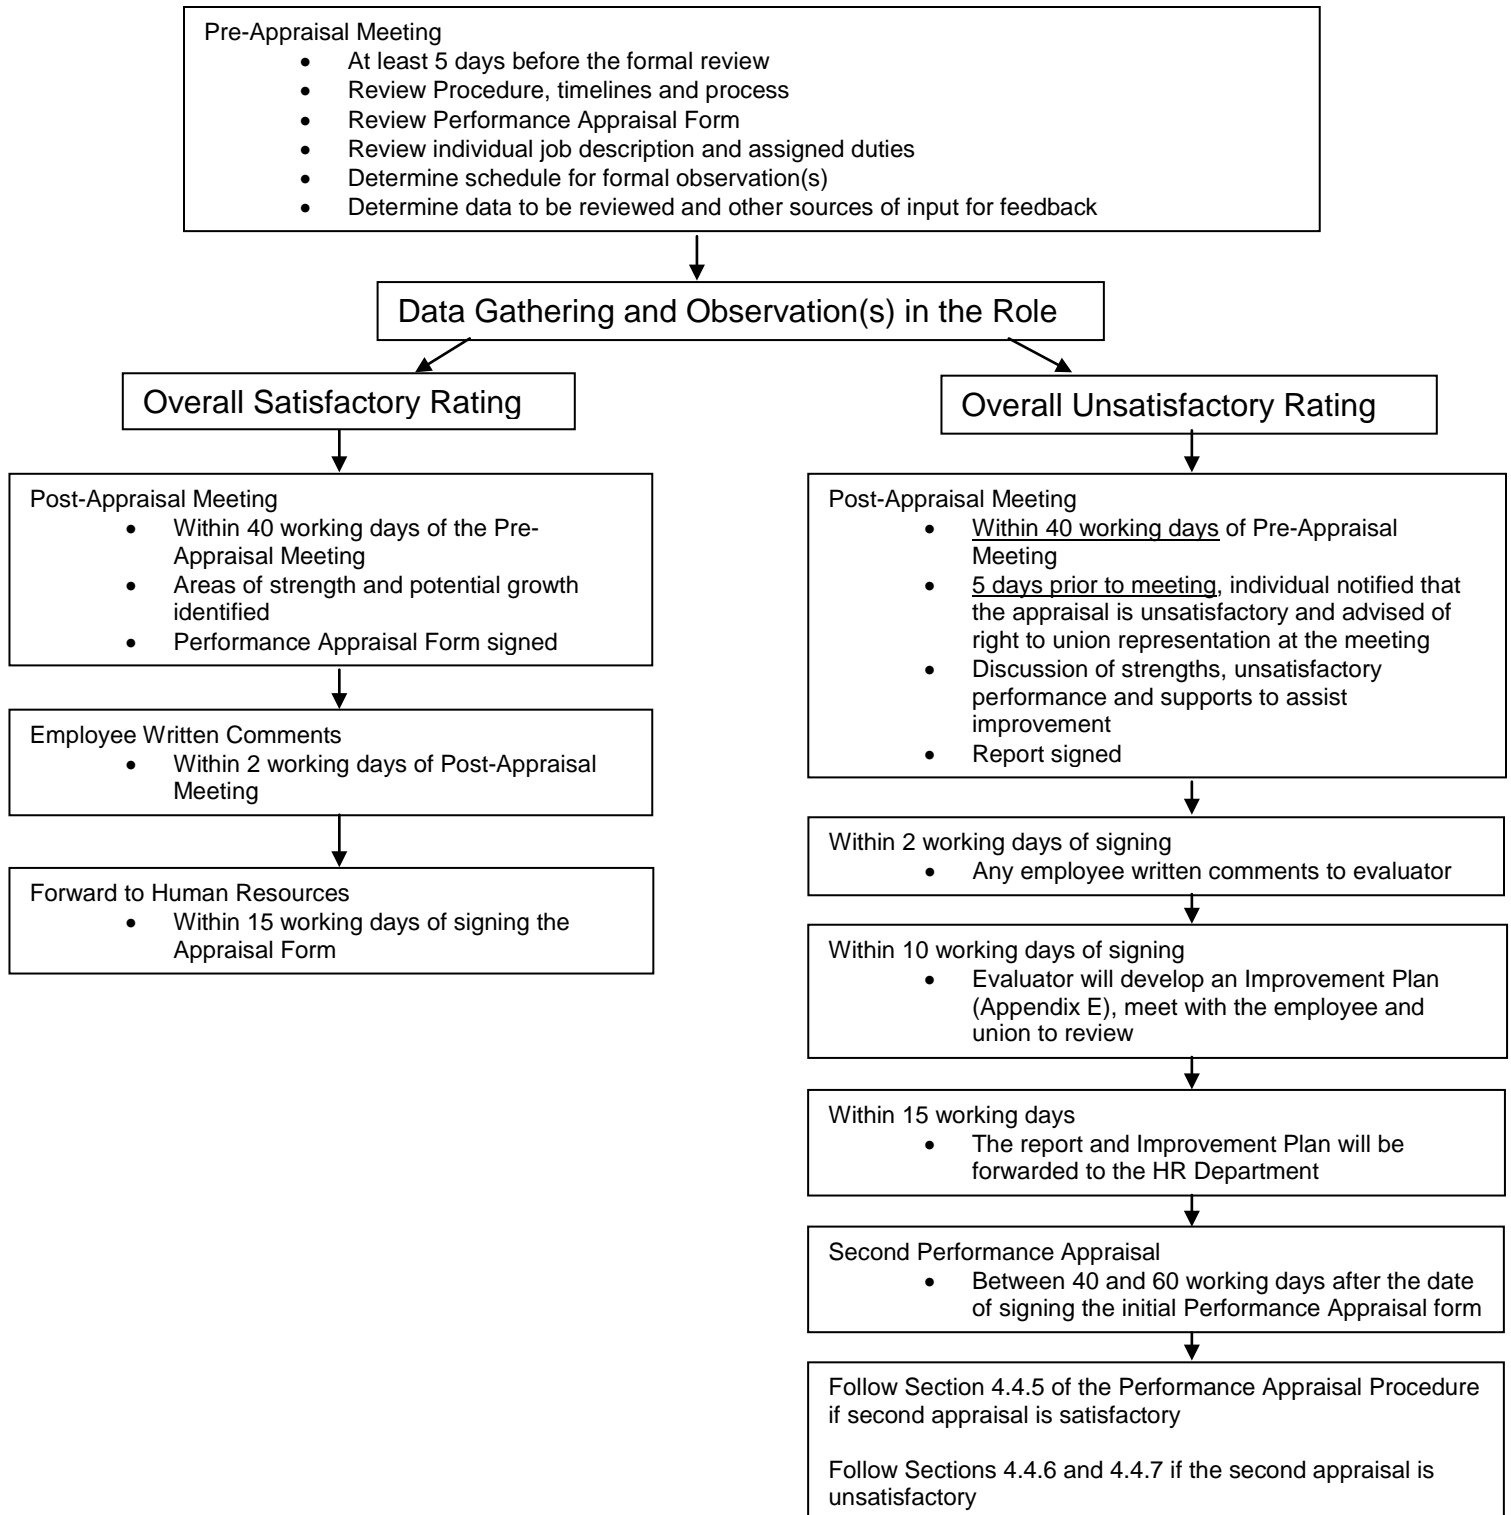 Pre-Appraisal Meeting
• At least 5 days before the formal review
• Review Procedure, timelines and process
• Review Performance Appraisal Form
• Review individual job description and assigned duties
• Determine schedule for formal observation(s)
• Determine data to be reviewed and other sources of input for feedback
Data Gathering and Observation(s) in the Role
Overall Satisfactory Rating
Post-Appraisal Meeting
• Within 40 working days of the Pre-
Appraisal Meeting
• Areas of strength and potential growth
identified
• Performance Appraisal Form signed
Employee Written Comments
• Within 2 working days of Post-Appraisal
Meeting
Forward to Human Resources
• Within 15 working days of signing the
Appraisal Form
Overall Unsatisfactory Rating
Post-Appraisal Meeting
• Within 40 working days of Pre-Appraisal
Meeting
• 5 days prior to meeting, individual notified that
the appraisal is unsatisfactory and advised of
right to union representation at the meeting
• Discussion of strengths, unsatisfactory
performance and supports to assist
improvement
• Report signed
Within 2 working days of signing
• Any employee written comments to evaluator
Within 10 working days of signing
• Evaluator will develop an Improvement Plan
(Appendix E), meet with the employee and
union to review
Within 15 working days
• The report and Improvement Plan will be
forwarded to the HR Department
Second Performance Appraisal
• Between 40 and 60 working days after the date
of signing the initial Performance Appraisal form
Follow Section 4.4.5 of the Performance Appraisal Procedure
if second appraisal is satisfactory
Follow Sections 4.4.6 and 4.4.7 if the second appraisal is
unsatisfactory